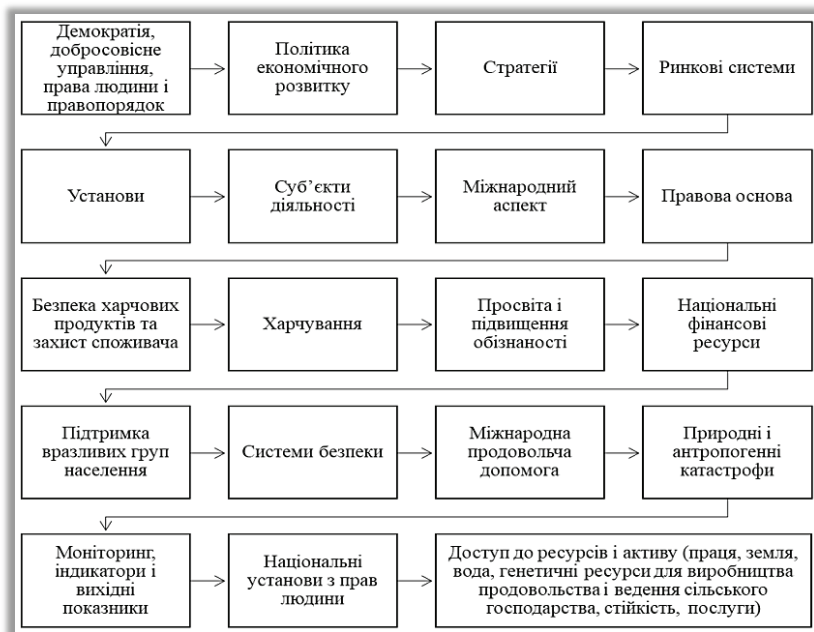 Демократія,
добросовісне
управління,
права людини і
правопорядок
Політика
економічного
розвитку
Стратегії
Ринкові системи
Установи
Суб’єкти
діяльності
Міжнародний
аспект
Правова основа
Безпека харчових
продуктів та
захист споживача
Харчування
Просвіта і
підвищення
обізнаності
Національні
фінансові
ресурси
Підтримка
вразливих груп
населення
Системи безпеки
Міжнародна
продовольча
допомога
Природні і
антропогенні
катастрофи
Моніторинг,
індикатори і
вихідні
показники
Національні
установи з прав
людини
Доступ до ресурсів і активу (праця, земля,
вода, генетичні ресурси для виробництва
продовольства і ведення сільського
господарства, стійкість, послуги)